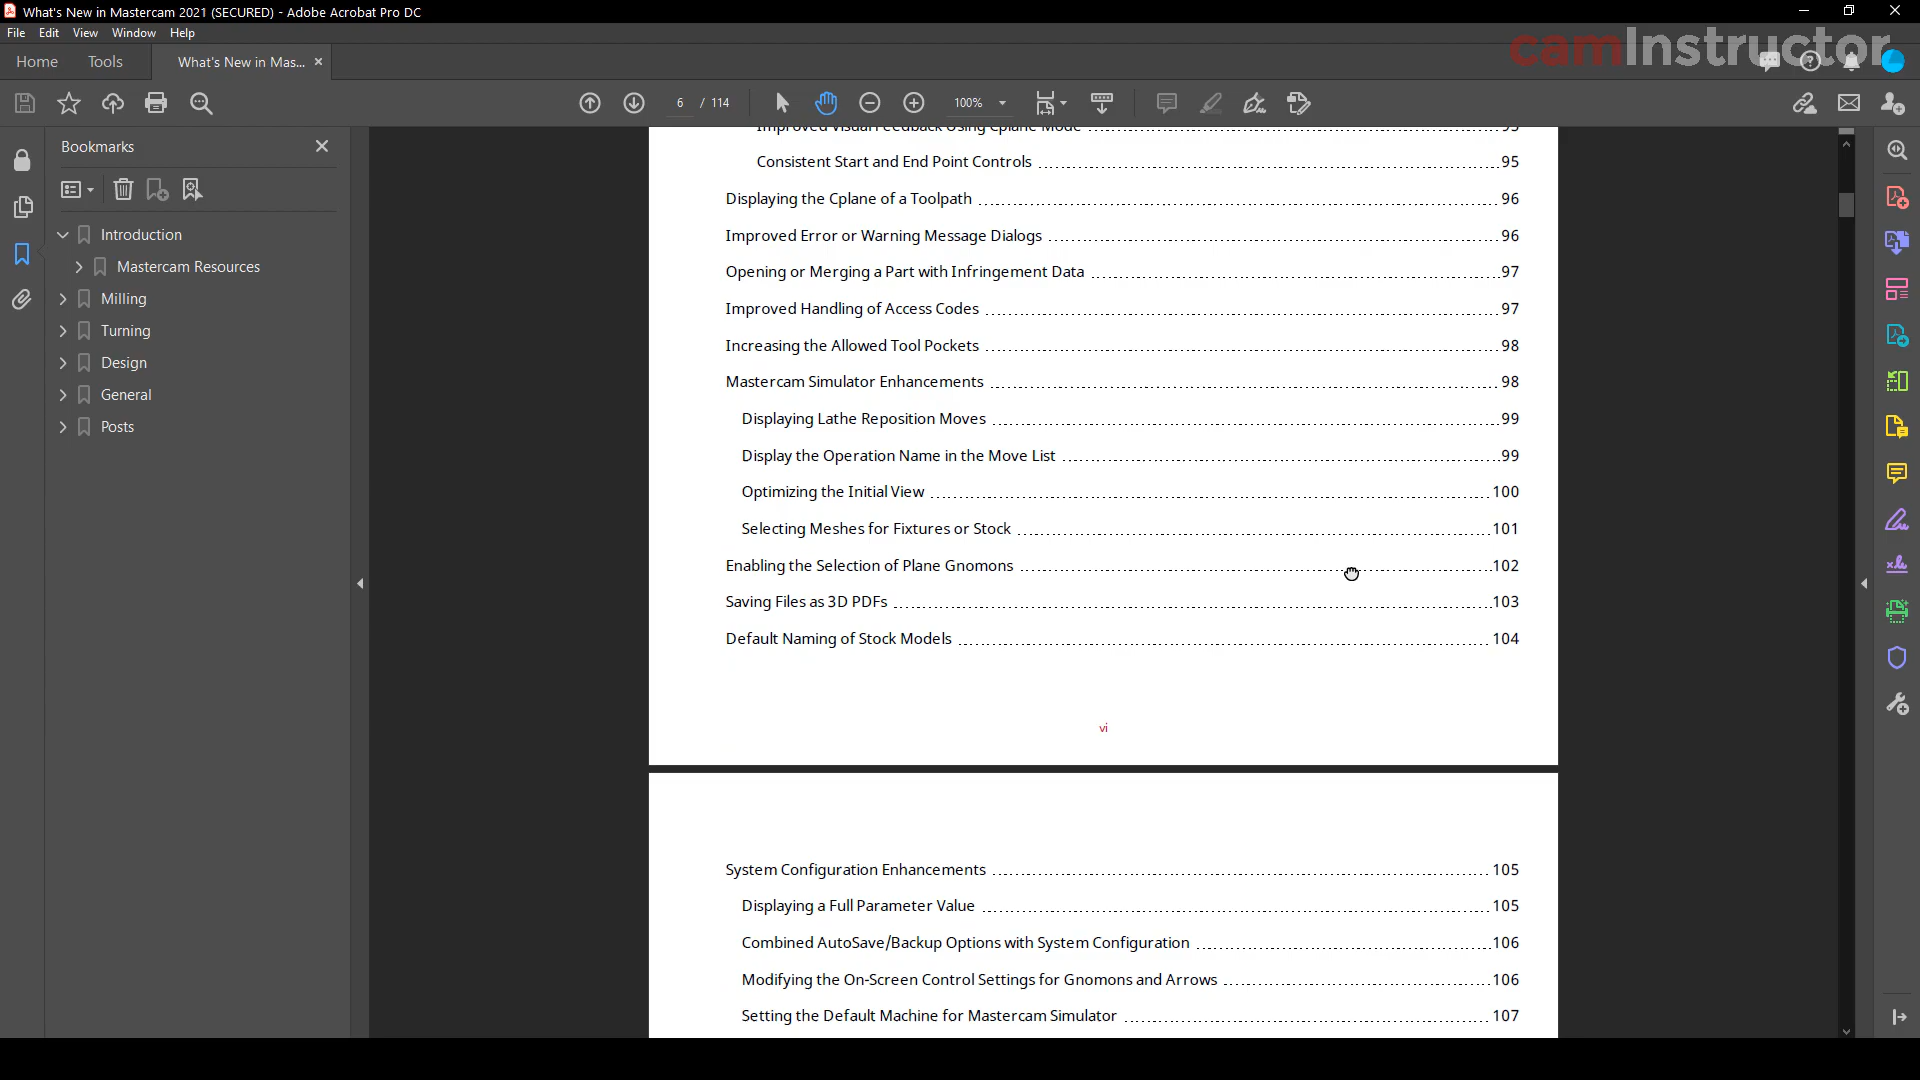 What's New in Mastercam 2021 (SECURED) - Adobe Acrobat Pro DC
File Edit View Window Help
camInstructor
Home Tools What's New in Mas...
6 / 114 100%
Bookmarks
Introduction
Mastercam Resources
Milling
Turning
Design
General
Posts
Improved Visual Feedback Using Cplane Mode 95
Consistent Start and End Point Controls 95
Displaying the Cplane of a Toolpath 96
Improved Error or Warning Message Dialogs 96
Opening or Merging a Part with Infringement Data 97
Improved Handling of Access Codes 97
Increasing the Allowed Tool Pockets 98
Mastercam Simulator Enhancements 98
Displaying Lathe Reposition Moves 99
Display the Operation Name in the Move List 99
Optimizing the Initial View 100
Selecting Meshes for Fixtures or Stock 101
Enabling the Selection of Plane Gnomons 102
Saving Files as 3D PDFs 103
Default Naming of Stock Models 104
vi
System Configuration Enhancements 105
Displaying a Full Parameter Value 105
Combined AutoSave/Backup Options with System Configuration 106
Modifying the On-Screen Control Settings for Gnomons and Arrows 106
Setting the Default Machine for Mastercam Simulator 107